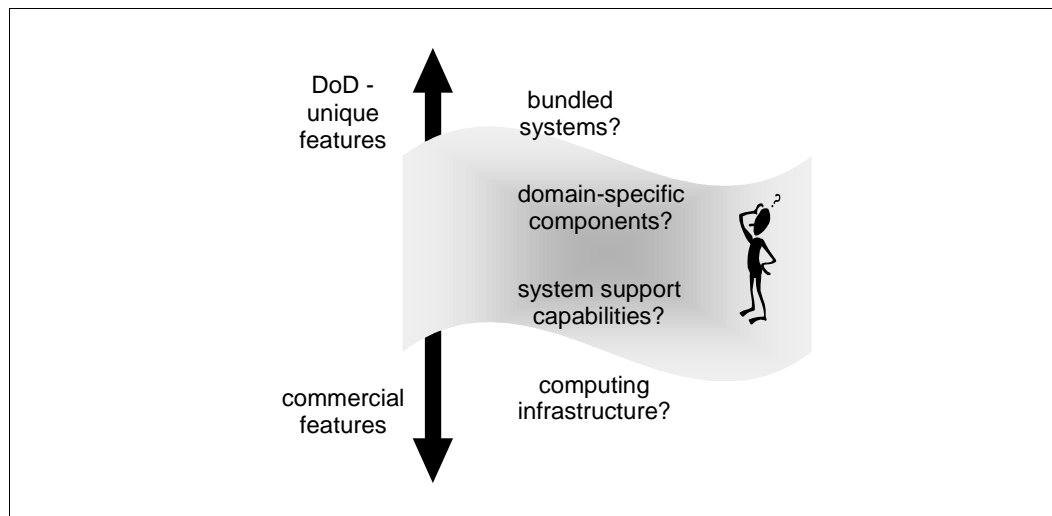 DoD -
unique
features
bundled
systems?
domain-specific
components?
?
system support
capabilities?
computing
infrastructure?
commercial
features